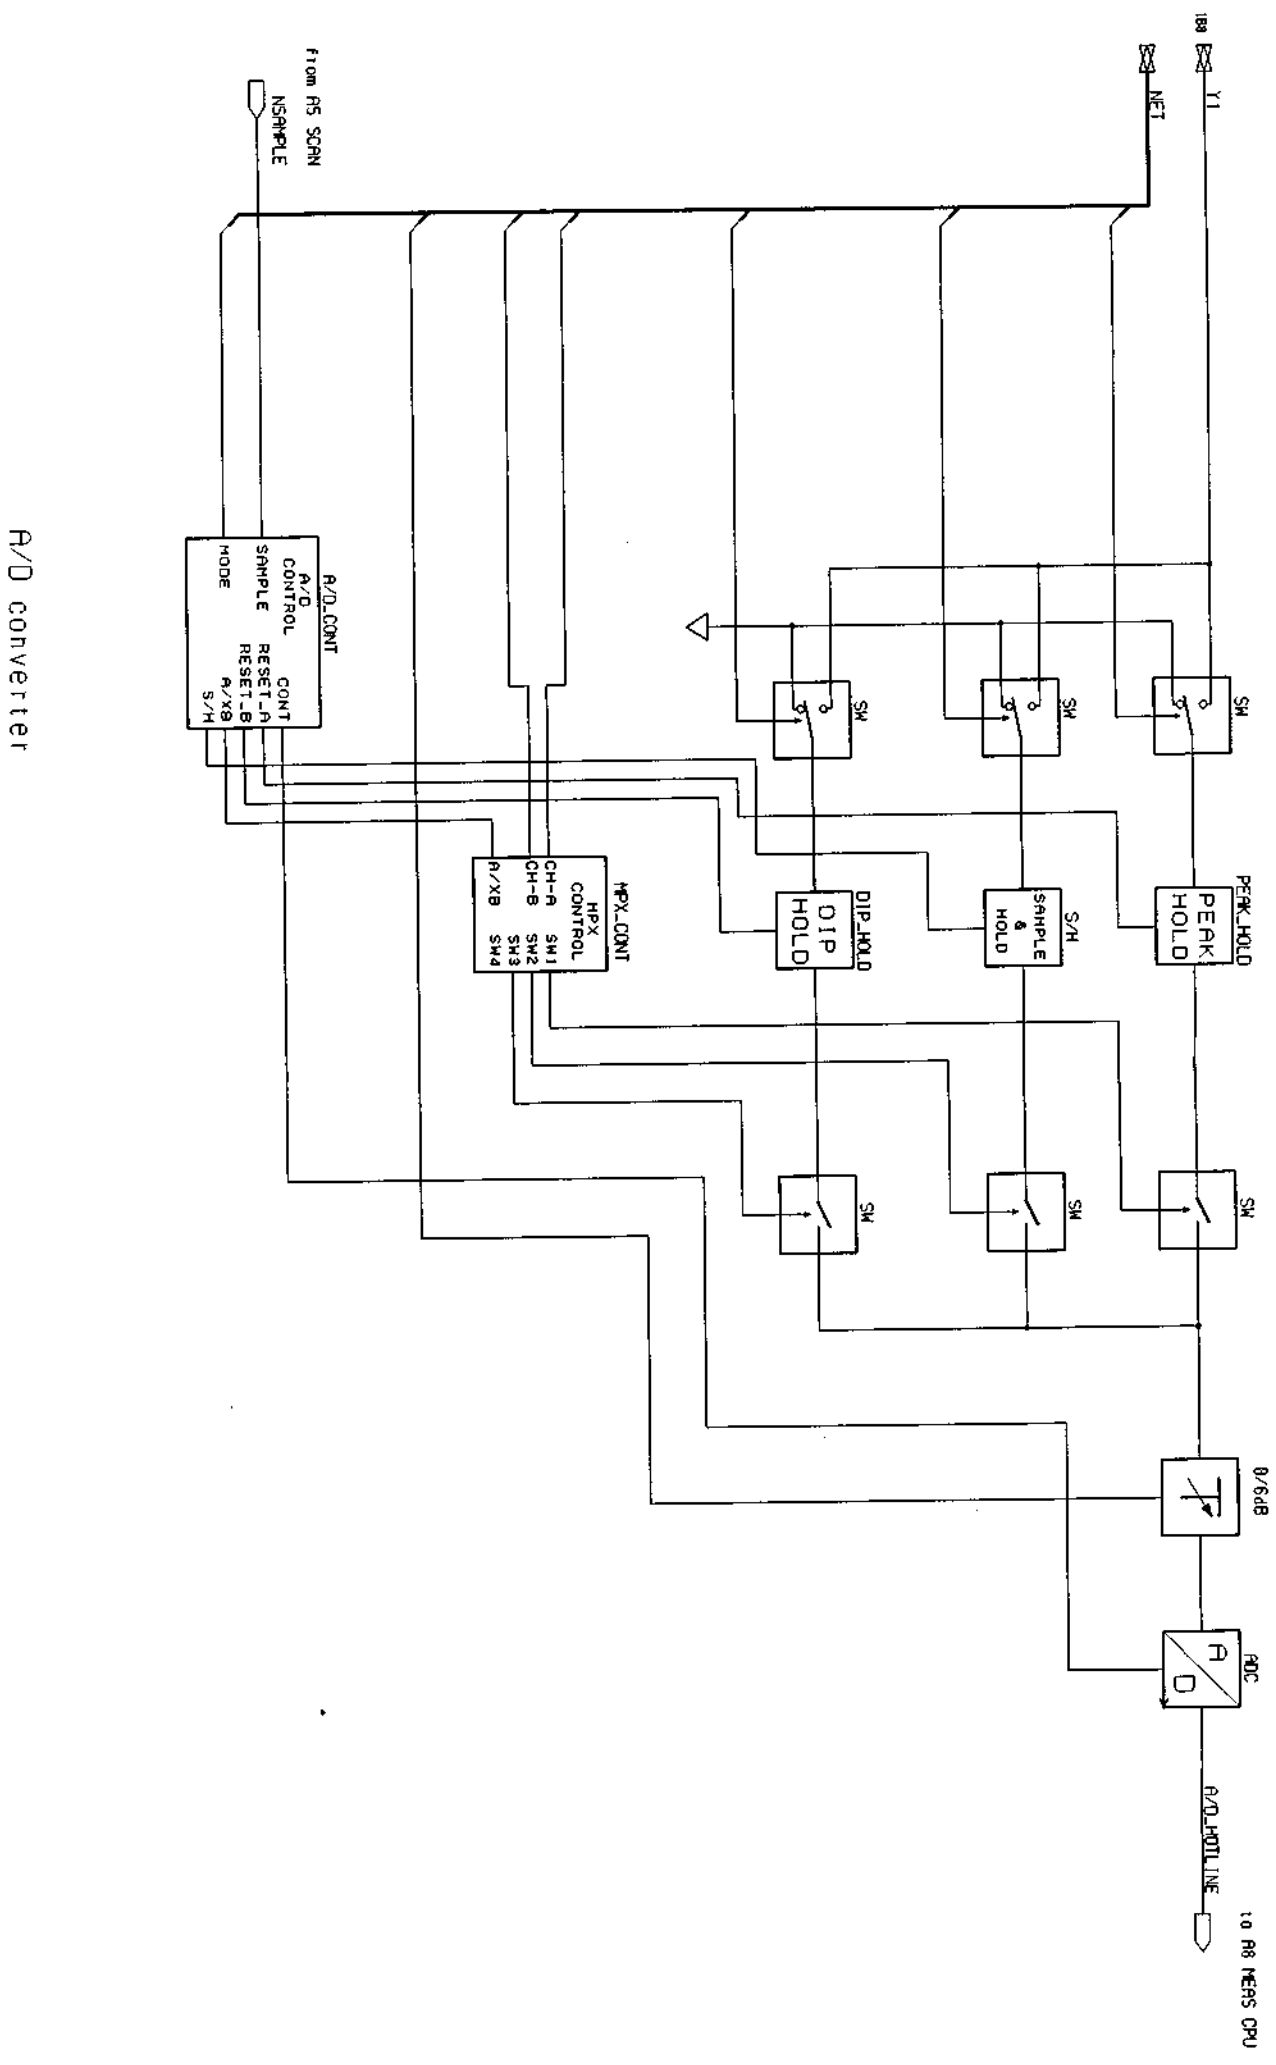 1B8
Y1
NET
SW
PEAK_HOLD
PEAK
HOLD
SW
0/6dB
ADC
A
D
A/D_HOTLINE
to A8 MEAS CPU
SW
S/H
SAMPLE
&
HOLD
SW
SW
DIP_HOLD
DIP
HOLD
SW
MPX_CONT
MPX
CONTROL
CH-A
SW1
CH-B
SW2
SW3
A/XB
SW4
from A5 SCAN
NSAMPLE
A/D_CONT
A/D
CONTROL
CONT
SAMPLE
RESET_A
RESET_B
MODE
A/XB
S/H
A/D converter